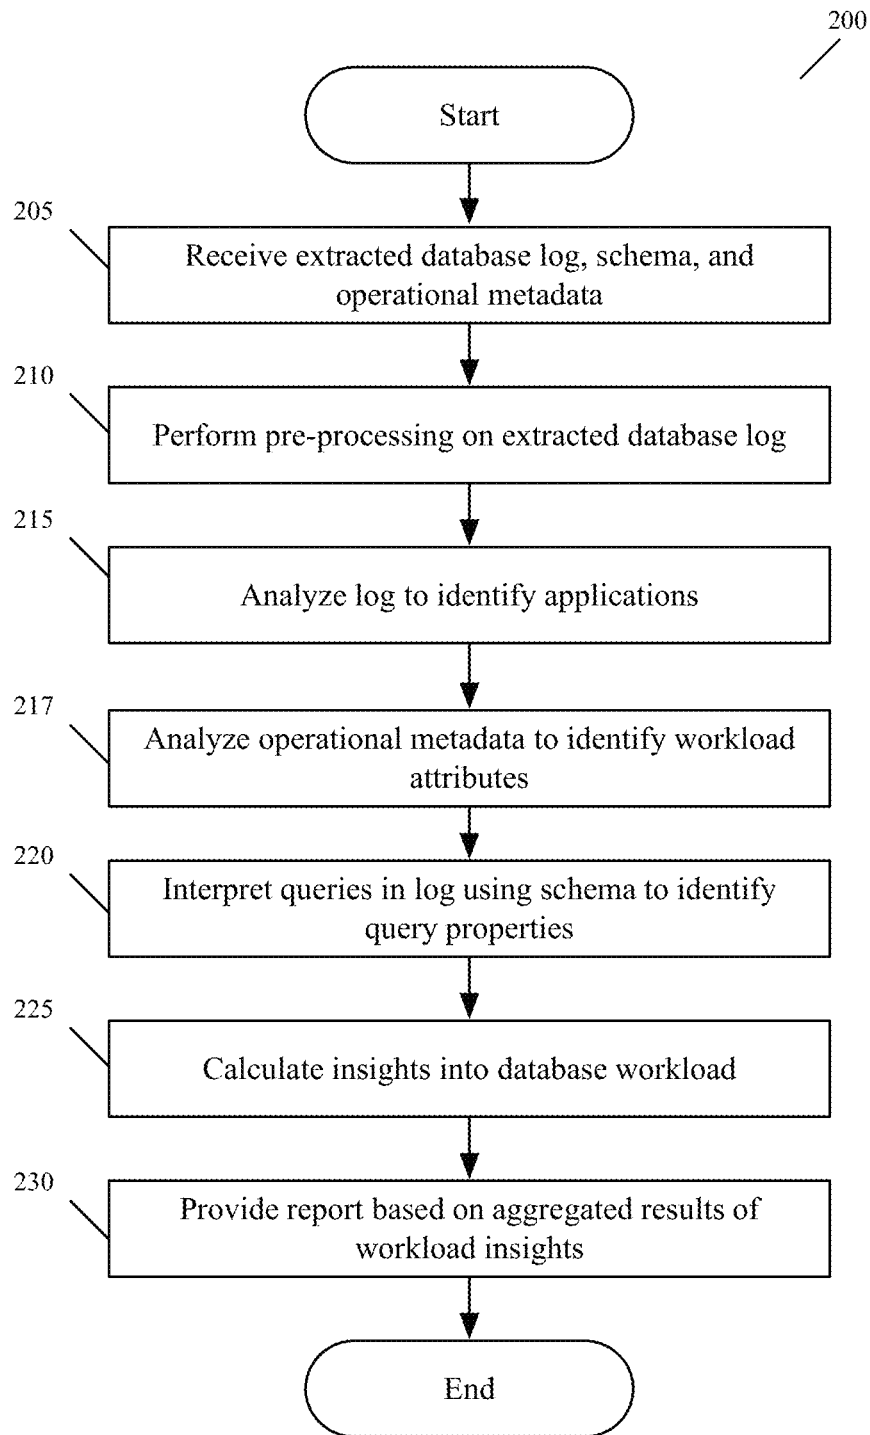 200
Start
205
Receive extracted database log, schema, and
operational metadata
210
Perform pre-processing on extracted database log
215
Analyze log to identify applications
217
Analyze operational metadata to identify workload
attributes
220
Interpret queries in log using schema to identify
query properties
225
Calculate insights into database workload
230
Provide report based on aggregated results of
workload insights
End